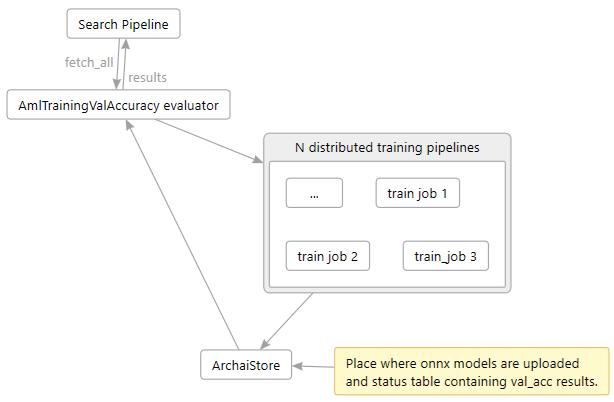 Search Pipeline
fetch_all
results
AmlTrainingValAccuracy evaluator
N distributed training pipelines
...
train job 1
train job 2
train_job 3
ArchaiStore
Place where onnx models are uploaded
and status table containing val_acc results.